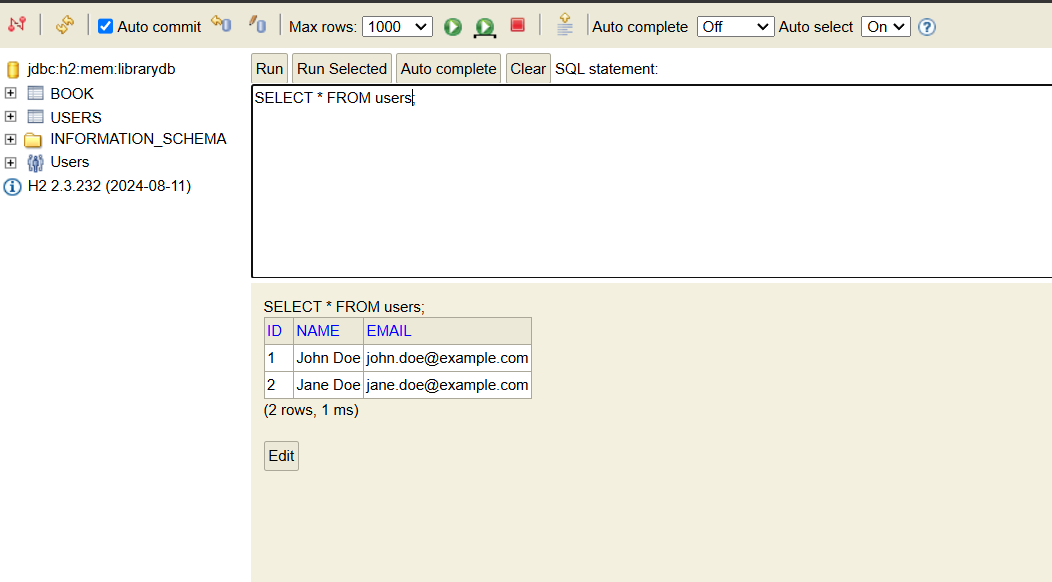 Auto commit Max rows: 1000 Auto complete Off Auto select On ?
jdbc:h2:mem:librarydb
BOOK
USERS
INFORMATION_SCHEMA
Users
H2 2.3.232 (2024-08-11)
Run Run Selected Auto complete Clear SQL statement:
SELECT * FROM users;
SELECT * FROM users;
ID NAME EMAIL
1 John Doe john.doe@example.com
2 Jane Doe jane.doe@example.com
(2 rows, 1 ms)
Edit